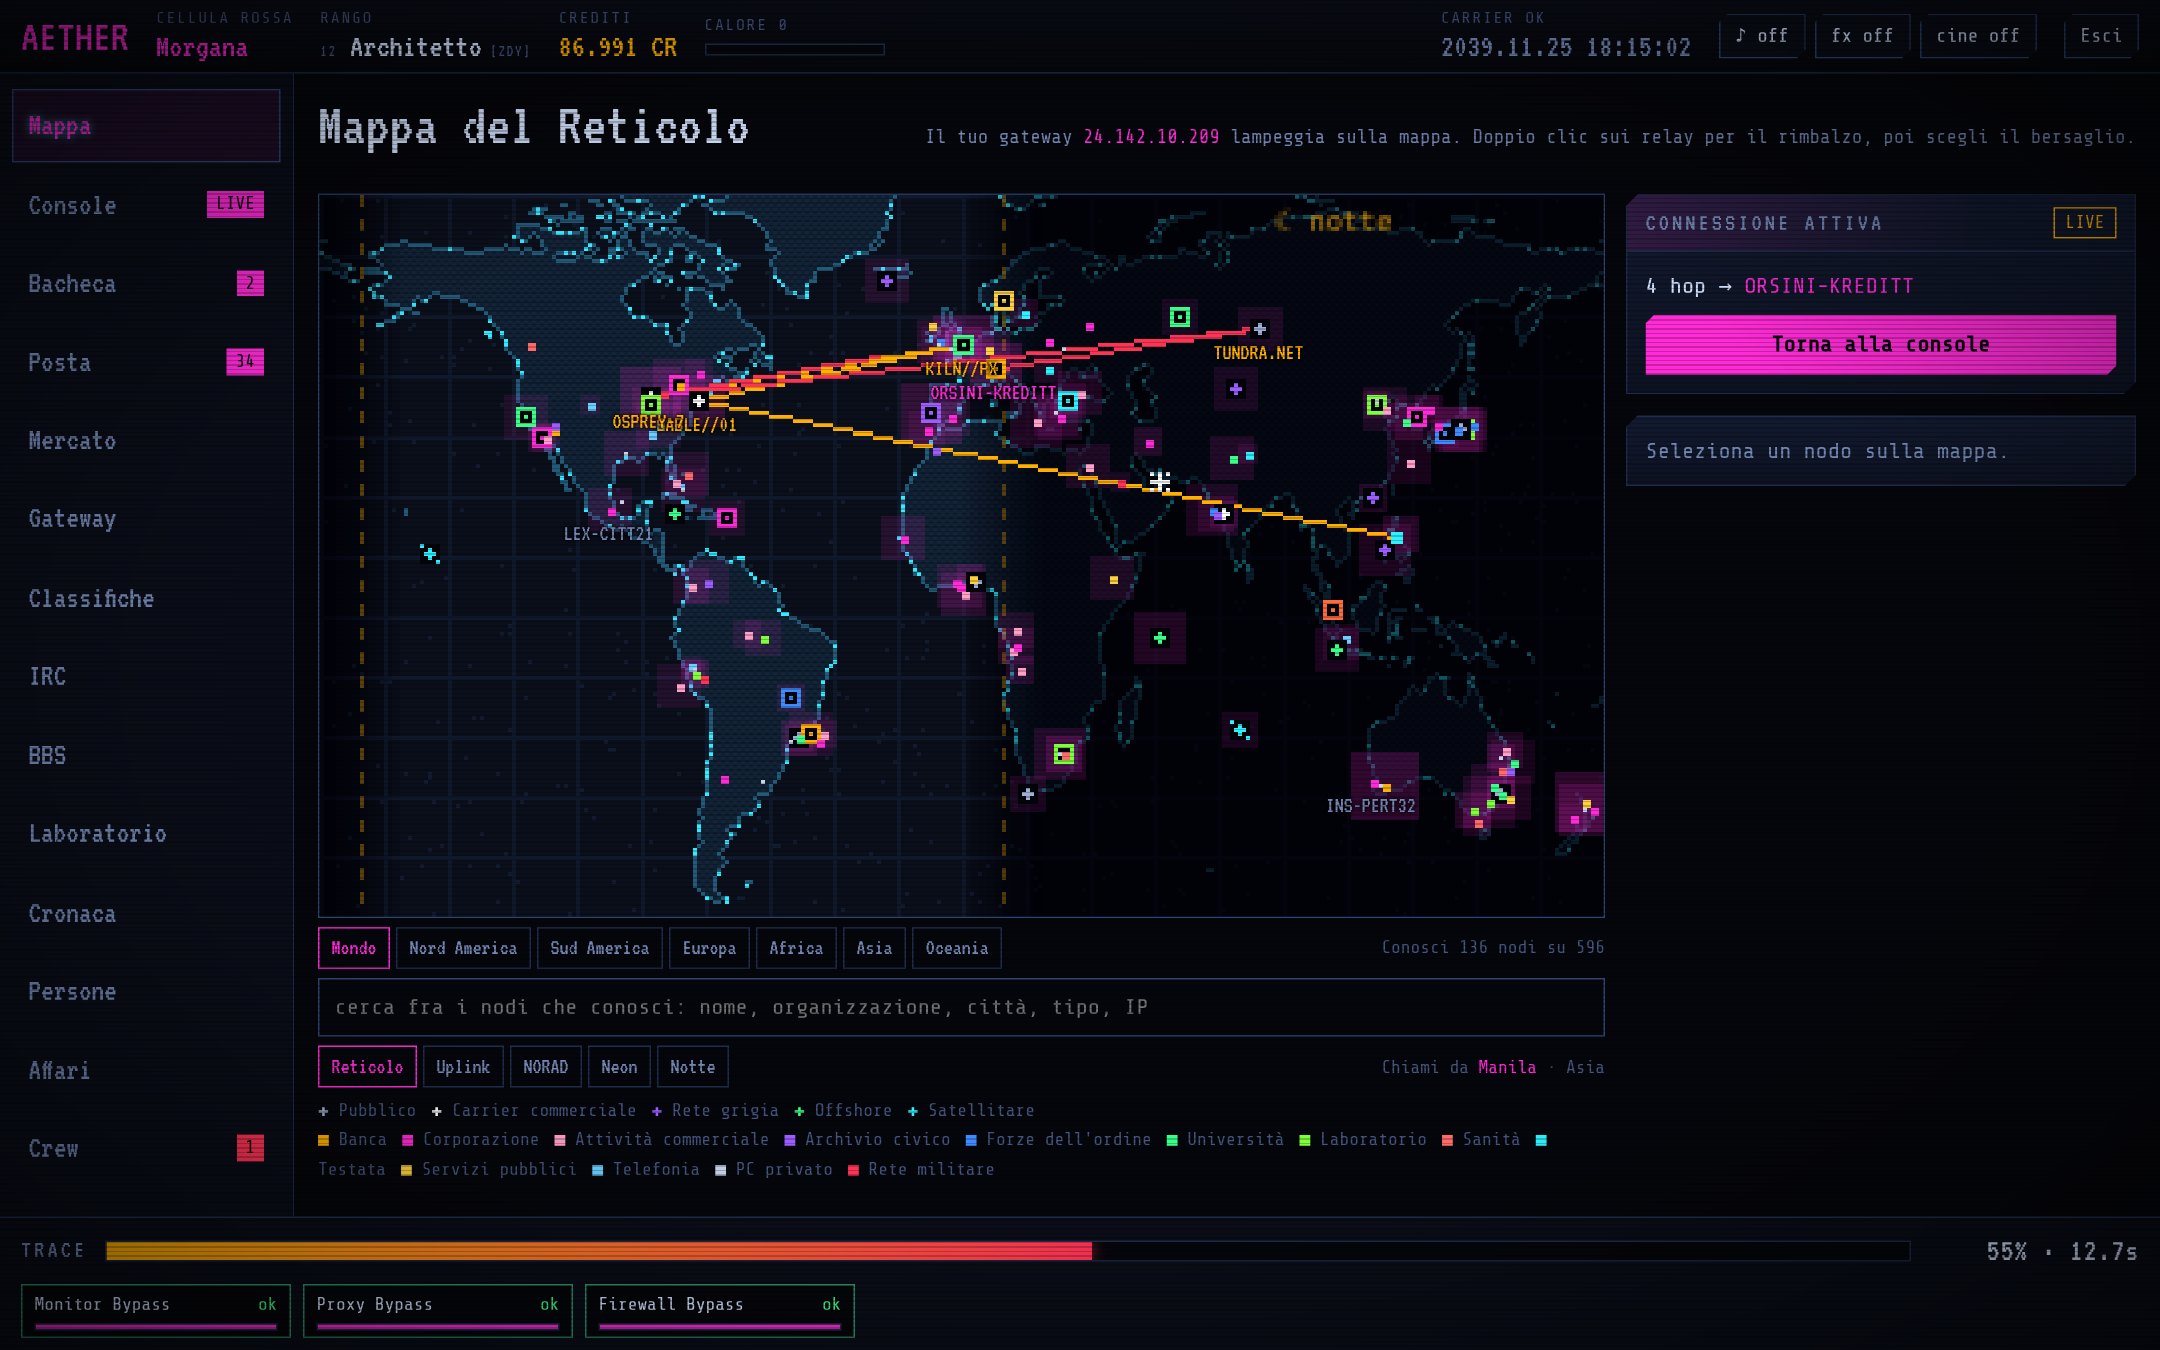 AETHER
CELLULA ROSSA
Morgana
RANGO
12 Architetto [ZDY]
CREDITI
86.991 CR
CALORE 0
CARRIER OK
2039.11.25 18:15:02
♪ off
fx off
cine off
Esci
Mappa
Console LIVE
Bacheca 2
Posta 34
Mercato
Gateway
Classifiche
IRC
BBS
Laboratorio
Cronaca
Persone
Affari
Crew 1
Mappa del Reticolo
Il tuo gateway 24.142.10.209 lampeggia sulla mappa. Doppio clic sui relay per il rimbalzo, poi scegli il bersaglio.
☾ notte
TUNDRA.NET
KILN//PX
ORSINI-KREDITT
LEX-CITT21
INS-PERT32
CONNESSIONE ATTIVA LIVE
4 hop → ORSINI-KREDITT
Torna alla console
Seleziona un nodo sulla mappa.
Mondo Nord America Sud America Europa Africa Asia Oceania
Conosci 136 nodi su 596
cerca fra i nodi che conosci: nome, organizzazione, città, tipo, IP
Reticolo Uplink NORAD Neon Notte
Chiami da Manila · Asia
Pubblico Carrier commerciale Rete grigia Offshore Satellitare
Banca Corporazione Attività commerciale Archivio civico Forze dell'ordine Università Laboratorio Sanità
Testata Servizi pubblici Telefonia PC privato Rete militare
TRACE
55% · 12.7s
Monitor Bypass ok
Proxy Bypass ok
Firewall Bypass ok